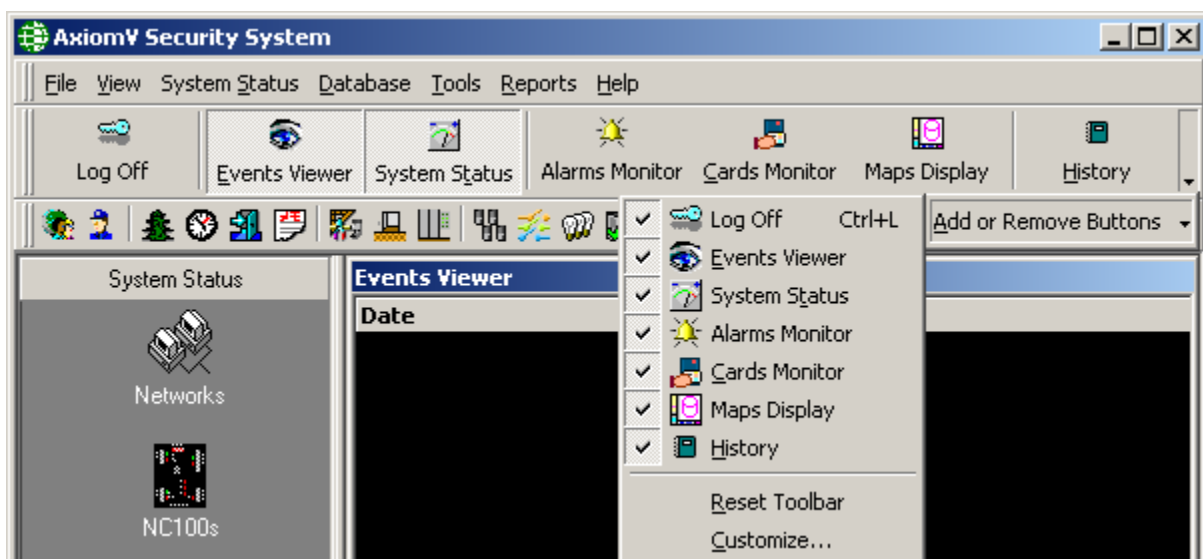 AxiomV Security System
File View System Status Database Tools Reports Help
Log Off Events Viewer System Status Alarms Monitor Cards Monitor Maps Display History
Log Off Ctrl+L
Add or Remove Buttons
Events Viewer
System Status
Alarms Monitor
Cards Monitor
Maps Display
History
Reset Toolbar
Customize...
System Status
Networks
NC100s
Events Viewer
Date